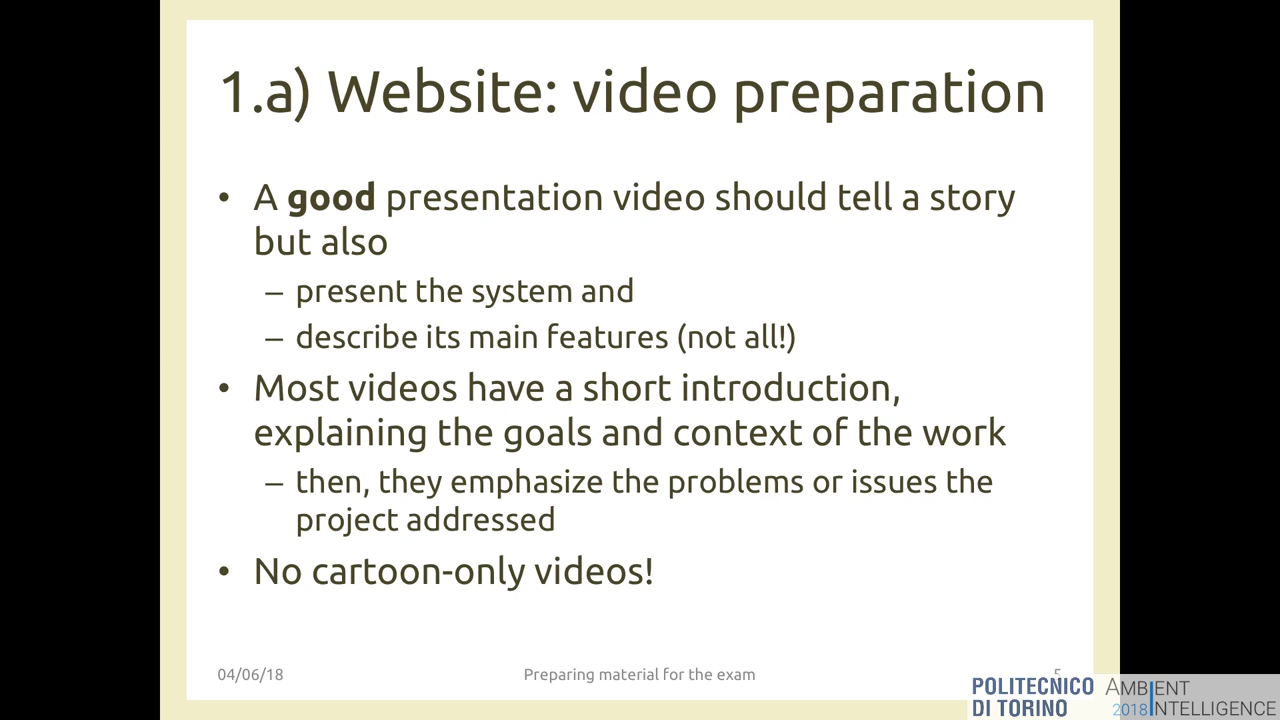 1.a) Website: video preparation
• A good presentation video should tell a story
but also
– present the system and
– describe its main features (not all!)
• Most videos have a short introduction,
explaining the goals and context of the work
– then, they emphasize the problems or issues the
project addressed
• No cartoon-only videos!
04/06/18
Preparing material for the exam
5
POLITECNICO
DI TORINO
AMBIENT
2018 INTELLIGENCE